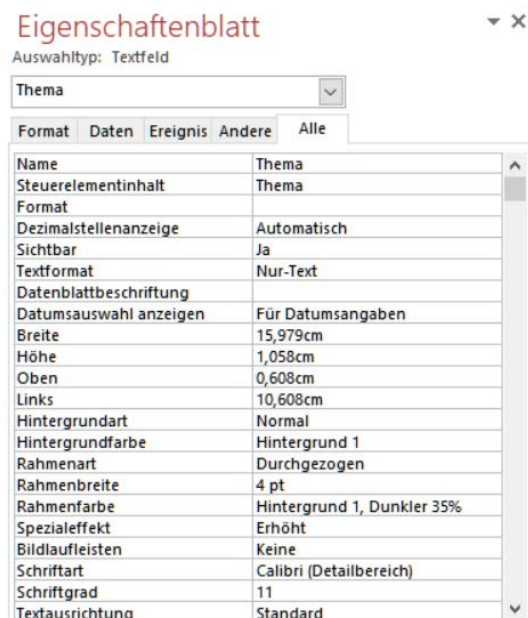 Eigenschaftenblatt
Auswahltyp: Textfeld
Thema
Format Daten Ereignis Andere Alle
Name Thema
Steuerelementinhalt Thema
Format
Dezimalstellenanzeige Automatisch
Sichtbar Ja
Textformat Nur-Text
Datenblattbeschriftung
Datumsauswahl anzeigen Für Datumsangaben
Breite 15,979cm
Höhe 1,058cm
Oben 0,608cm
Links 10,608cm
Hintergrundart Normal
Hintergrundfarbe Hintergrund 1
Rahmenart Durchgezogen
Rahmenbreite 4 pt
Rahmenfarbe Hintergrund 1, Dunkler 35%
Spezialeffekt Erhöht
Bildlaufleisten Keine
Schriftart Calibri (Detailbereich)
Schriftgrad 11
Textausrichtung Standard